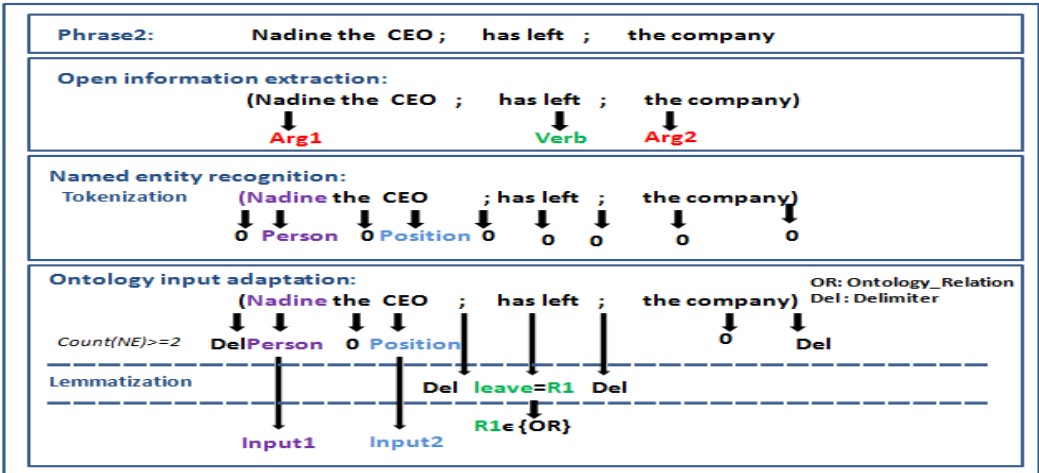 Phrase2: Nadine the CEO ; has left ; the company
Open information extraction:
(Nadine the CEO ; has left ; the company)
Arg1 Verb Arg2
Named entity recognition:
Tokenization (Nadine the CEO ; has left ; the company)
0 Person 0 Position 0 0 0 0 0
Ontology input adaptation:
OR: Ontology_Relation
(Nadine the CEO ; has left ; the company)
Del : Delimiter
Count(NE)>=2 Del Person 0 Position 0 Del
Lemmatization Del leave=R1 Del
R1ϵ {OR}
Input1 Input2